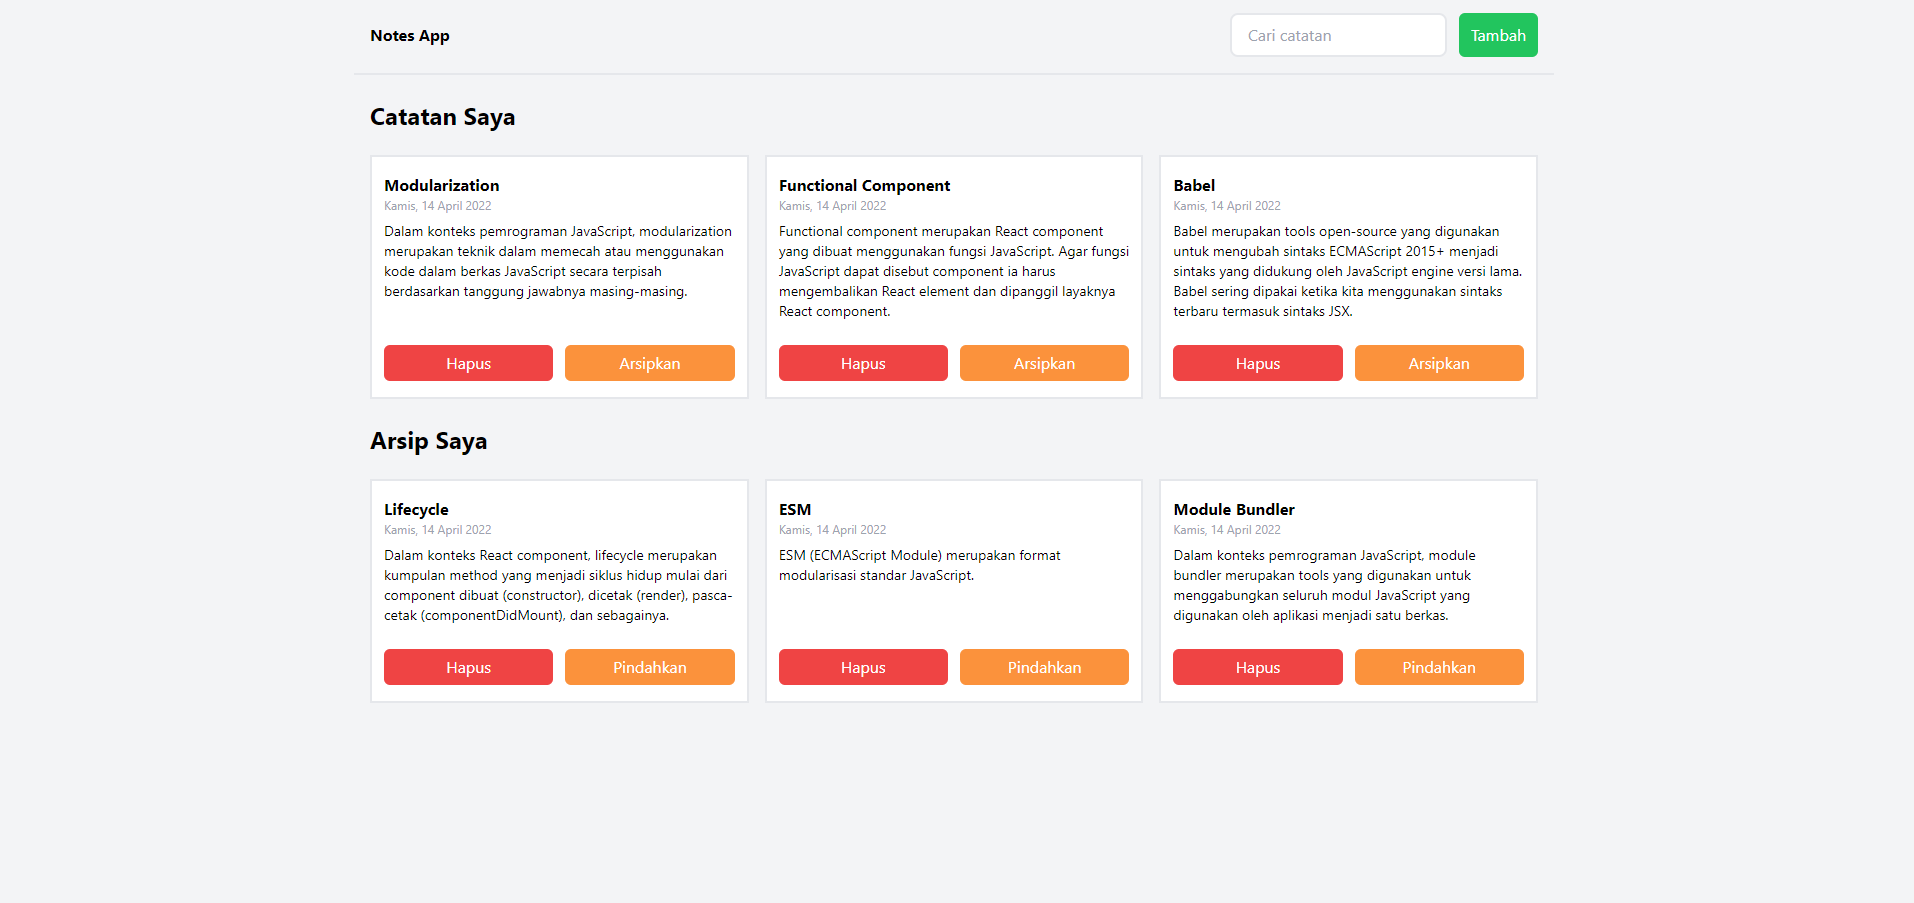 Notes App
Cari catatan
Tambah
Catatan Saya
Modularization
Kamis, 14 April 2022
Dalam konteks pemrograman JavaScript, modularization
merupakan teknik dalam memecah atau menggunakan
kode dalam berkas JavaScript secara terpisah
berdasarkan tanggung jawabnya masing-masing.
Hapus
Arsipkan
Functional Component
Kamis, 14 April 2022
Functional component merupakan React component
yang dibuat menggunakan fungsi JavaScript. Agar fungsi
JavaScript dapat disebut component ia harus
mengembalikan React element dan dipanggil layaknya
React component.
Hapus
Arsipkan
Babel
Kamis, 14 April 2022
Babel merupakan tools open-source yang digunakan
untuk mengubah sintaks ECMAScript 2015+ menjadi
sintaks yang didukung oleh JavaScript engine versi lama.
Babel sering dipakai ketika kita menggunakan sintaks
terbaru termasuk sintaks JSX.
Hapus
Arsipkan
Arsip Saya
Lifecycle
Kamis, 14 April 2022
Dalam konteks React component, lifecycle merupakan
kumpulan method yang menjadi siklus hidup mulai dari
component dibuat (constructor), dicetak (render), pasca-
cetak (componentDidMount), dan sebagainya.
Hapus
Pindahkan
ESM
Kamis, 14 April 2022
ESM (ECMAScript Module) merupakan format
modularisasi standar JavaScript.
Hapus
Pindahkan
Module Bundler
Kamis, 14 April 2022
Dalam konteks pemrograman JavaScript, module
bundler merupakan tools yang digunakan untuk
menggabungkan seluruh modul JavaScript yang
digunakan oleh aplikasi menjadi satu berkas.
Hapus
Pindahkan